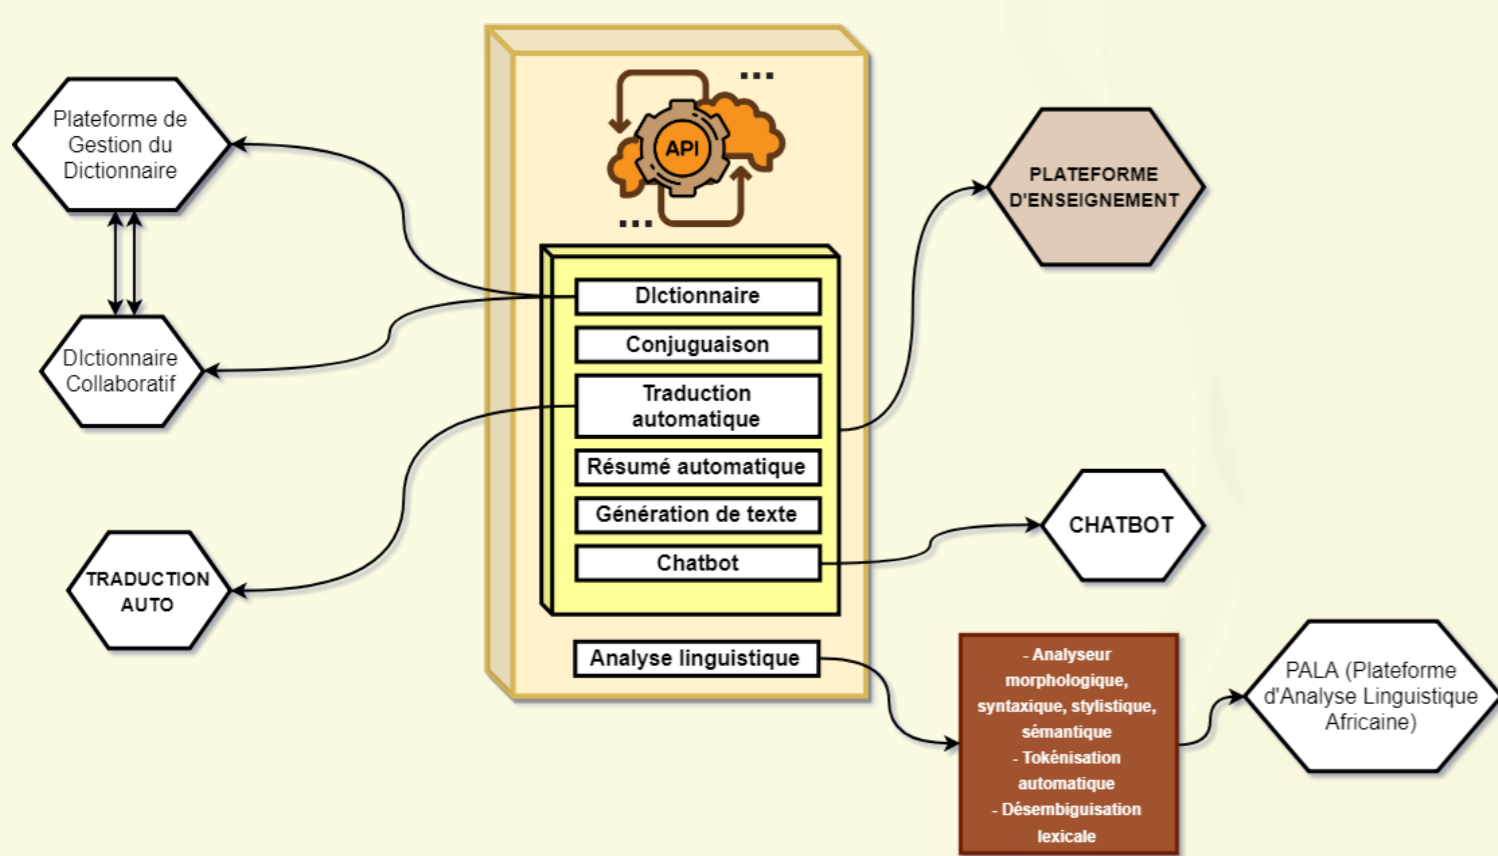 Plateforme de
Gestion du
Dictionnaire
DIctionnaire
Collaboratif
TRADUCTION
AUTO
...
API
...
DIctionnaire
Conjuguaison
Traduction
automatique
Résumé automatique
Génération de texte
Chatbot
Analyse linguistique
PLATEFORME
D'ENSEIGNEMENT
CHATBOT
- Analyseur
morphologique,
syntaxique, stylistique,
sémantique
- Tokénisation
automatique
- Désembiguisation
lexicale
PALA (Plateforme
d'Analyse Linguistique
Africaine)